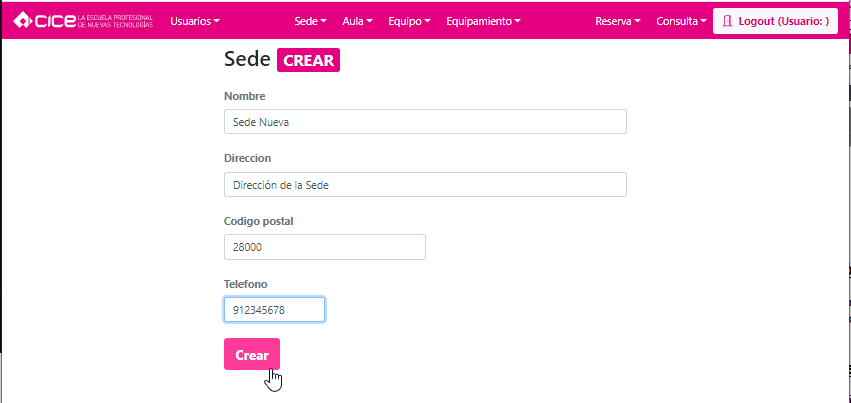 CICE LA ESCUELA PROFESIONAL
DE NUEVAS TECNOLOGÍAS
Usuarios Sede Aula Equipo Equipamiento Reserva Consulta Logout (Usuario: )
Sede CREAR
Nombre
Sede Nueva
Direccion
Dirección de la Sede
Codigo postal
28000
Telefono
912345678
Crear